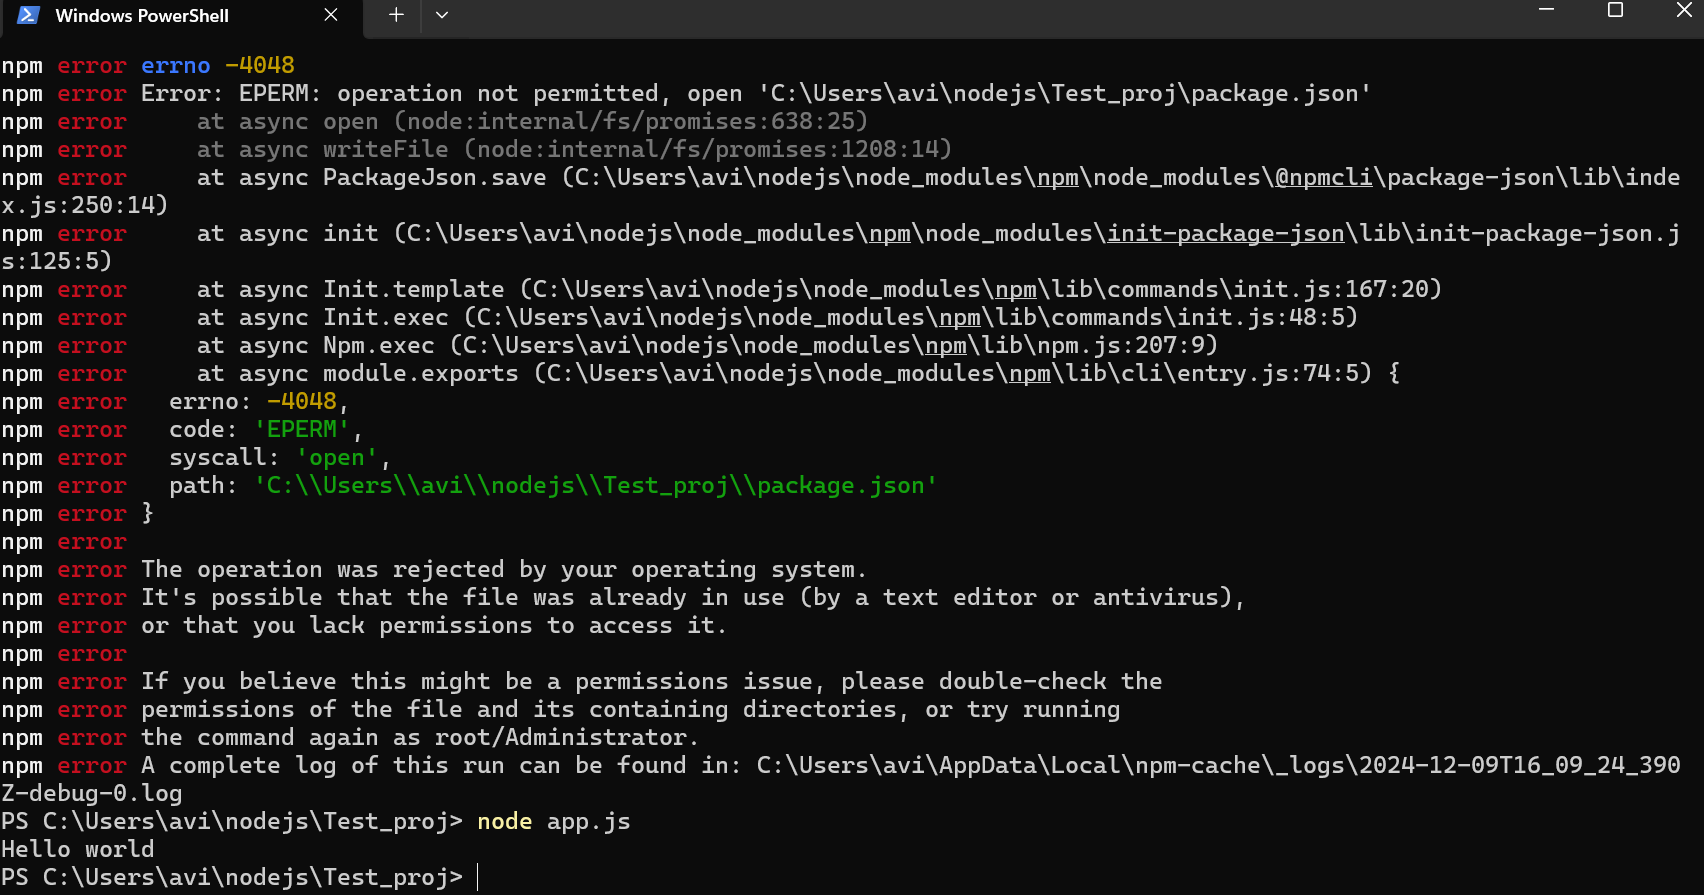 Windows PowerShell
npm error errno -4048
npm error Error: EPERM: operation not permitted, open 'C:\Users\avi\nodejs\Test_proj\package.json'
npm error     at async open (node:internal/fs/promises:638:25)
npm error     at async writeFile (node:internal/fs/promises:1208:14)
npm error     at async PackageJson.save (C:\Users\avi\nodejs\node_modules\npm\node_modules\@npmcli\package-json\lib\inde
x.js:250:14)
npm error     at async init (C:\Users\avi\nodejs\node_modules\npm\node_modules\init-package-json\lib\init-package-json.j
s:125:5)
npm error     at async Init.template (C:\Users\avi\nodejs\node_modules\npm\lib\commands\init.js:167:20)
npm error     at async Init.exec (C:\Users\avi\nodejs\node_modules\npm\lib\commands\init.js:48:5)
npm error     at async Npm.exec (C:\Users\avi\nodejs\node_modules\npm\lib\npm.js:207:9)
npm error     at async module.exports (C:\Users\avi\nodejs\node_modules\npm\lib\cli\entry.js:74:5) {
npm error   errno: -4048,
npm error   code: 'EPERM',
npm error   syscall: 'open',
npm error   path: 'C:\\Users\\avi\\nodejs\\Test_proj\\package.json'
npm error }
npm error
npm error The operation was rejected by your operating system.
npm error It's possible that the file was already in use (by a text editor or antivirus),
npm error or that you lack permissions to access it.
npm error
npm error If you believe this might be a permissions issue, please double-check the
npm error permissions of the file and its containing directories, or try running
npm error the command again as root/Administrator.
npm error A complete log of this run can be found in: C:\Users\avi\AppData\Local\npm-cache\_logs\2024-12-09T16_09_24_390
Z-debug-0.log
PS C:\Users\avi\nodejs\Test_proj> node app.js
Hello world
PS C:\Users\avi\nodejs\Test_proj>